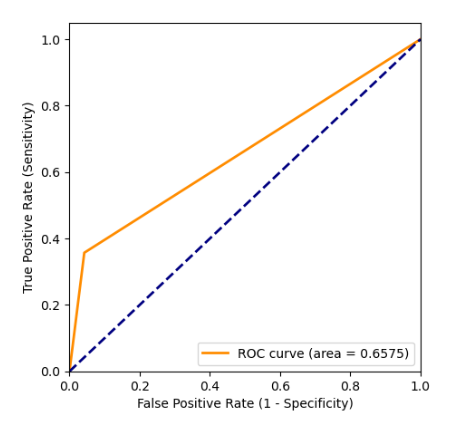 1.0
0.8
0.6
0.4
0.2
0.0
True Positive Rate (Sensitivity)
ROC curve (area = 0.6575)
0.0 0.2 0.4 0.6 0.8 1.0
False Positive Rate (1 - Specificity)